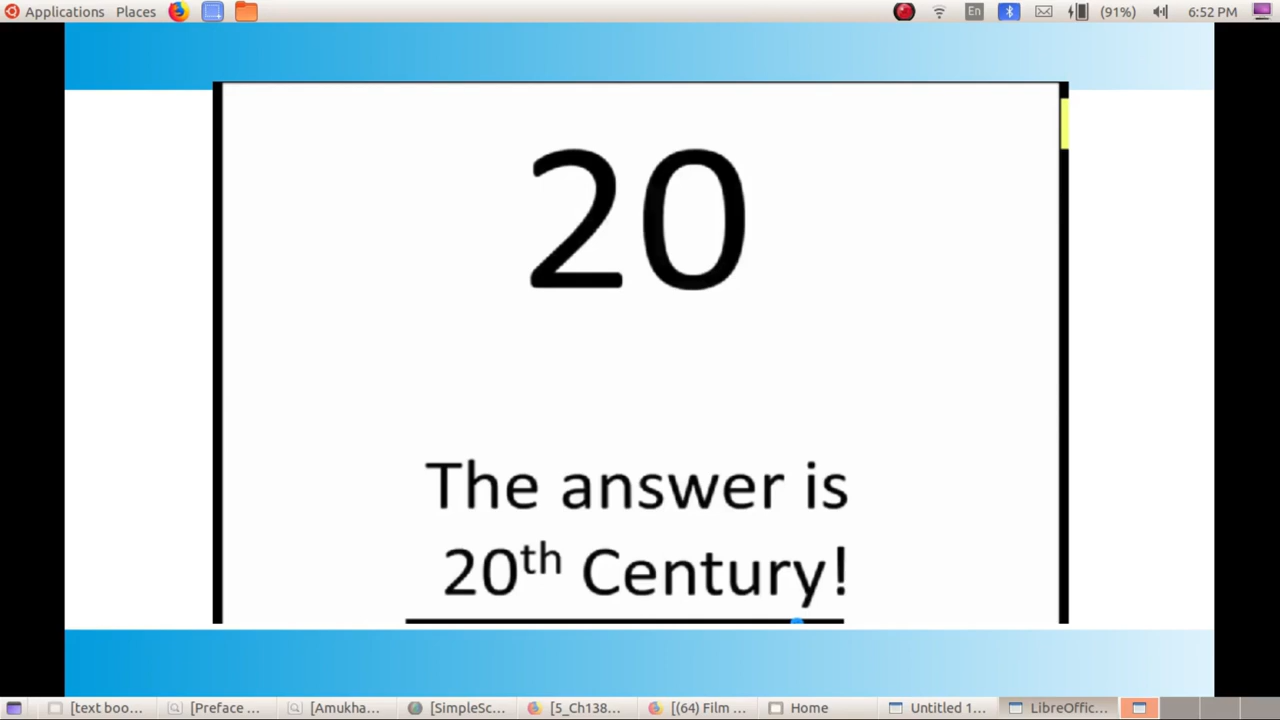 Applications Places En (91%) 6:52 PM
20
The answer is
20th Century!
[text boo... [Preface ... [Amukha... [SimpleSc... [5_Ch138... [(64) Film ... Home Untitled 1... LibreOffic...